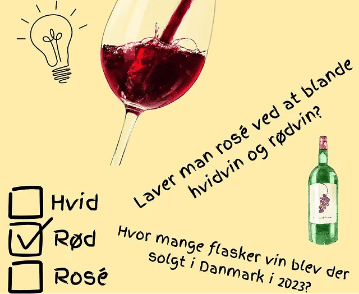 Laver man rosé ved at blande
hvidvin og rødvin?
Hvid
Rød
Rosé
Hvor mange flasker vin blev der
solgt i Danmark i 2023?